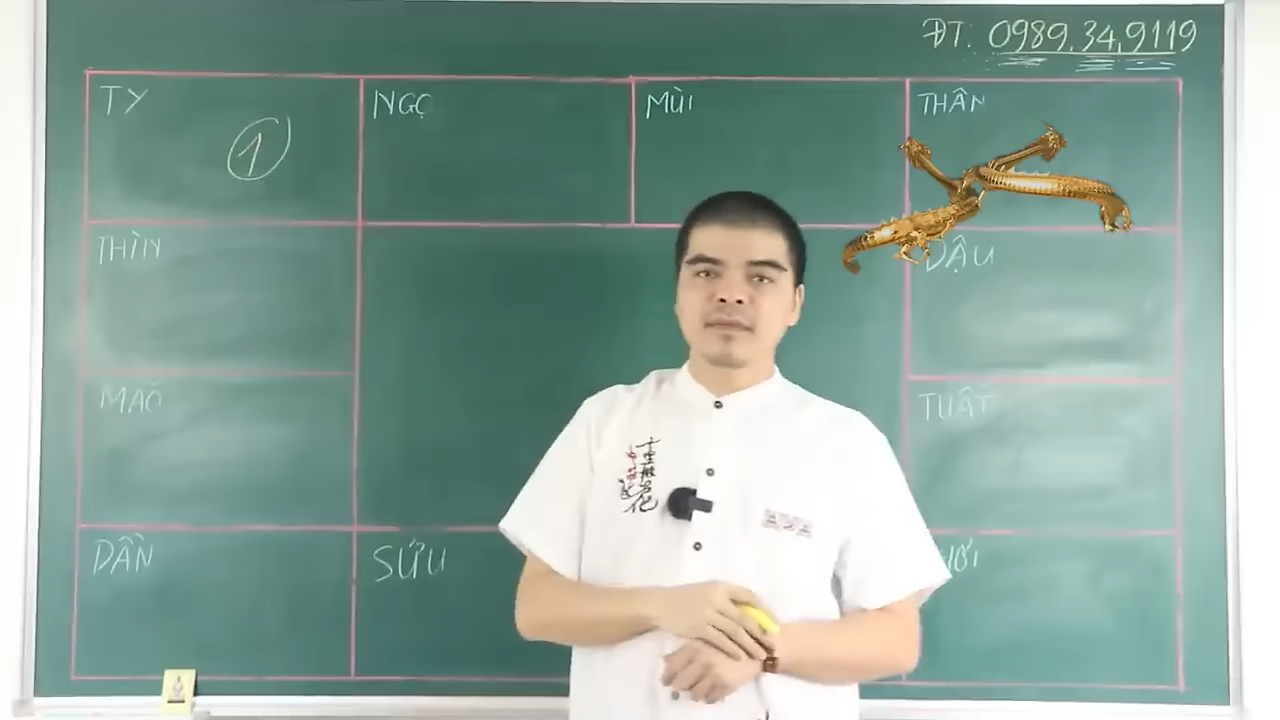 ĐT: 0989.34.9119
TỴ
NGỌ
MÙI
THÂN
1
THÌN
DẬU
MÃO
TUẤT
DẦN
SỬU